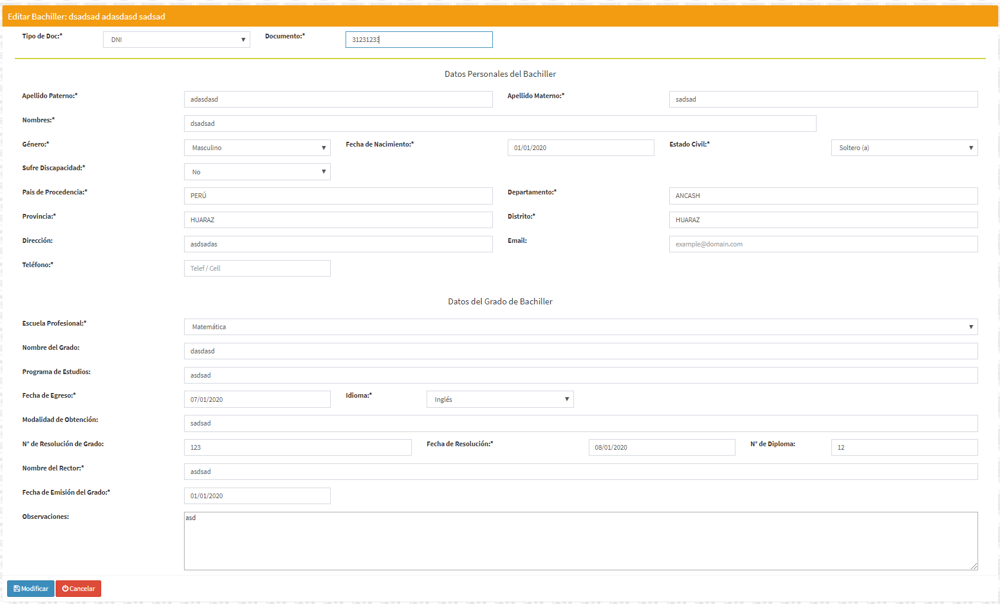 Editar Bachiller: dsadsad adasdasd sadsad
Tipo de Doc:* DNI Documento:* 31231233
Datos Personales del Bachiller
Apellido Paterno:* adasdasd Apellido Materno:* sadsad
Nombres:* dsadsad
Género:* Masculino Fecha de Nacimiento:* 01/01/2020 Estado Civil:* Soltero (a)
Sufre Discapacidad:* No
Pais de Procedencia:* PERÚ Departamento:* ANCASH
Provincia:* HUARAZ Distrito:* HUARAZ
Dirección: asdsadas Email: example@domain.com
Teléfono:* Telef / Cell
Datos del Grado de Bachiller
Escuela Profesional:* Matemática
Nombre del Grado: dasdasd
Programa de Estudios: asdsad
Fecha de Egreso:* 07/01/2020 Idioma:* Inglés
Modalidad de Obtención: sadsad
N° de Resolución de Grado: 123 Fecha de Resolución:* 08/01/2020 N° de Diploma: 12
Nombre del Rector:* asdsad
Fecha de Emisión del Grado:* 01/01/2020
Observaciones: asd
Modificar Cancelar